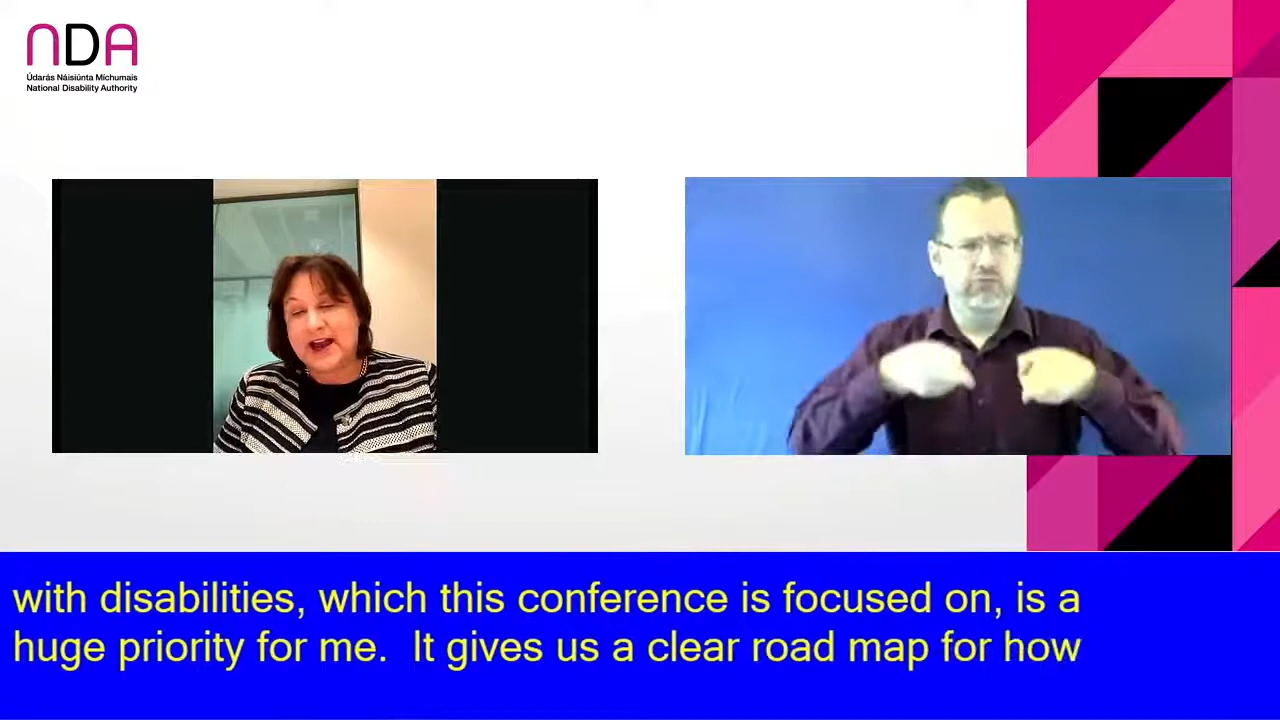 NDA
Údarás Náisiúnta Míchumais
National Disability Authority
with disabilities, which this conference is focused on, is a
huge priority for me.  It gives us a clear road map for how